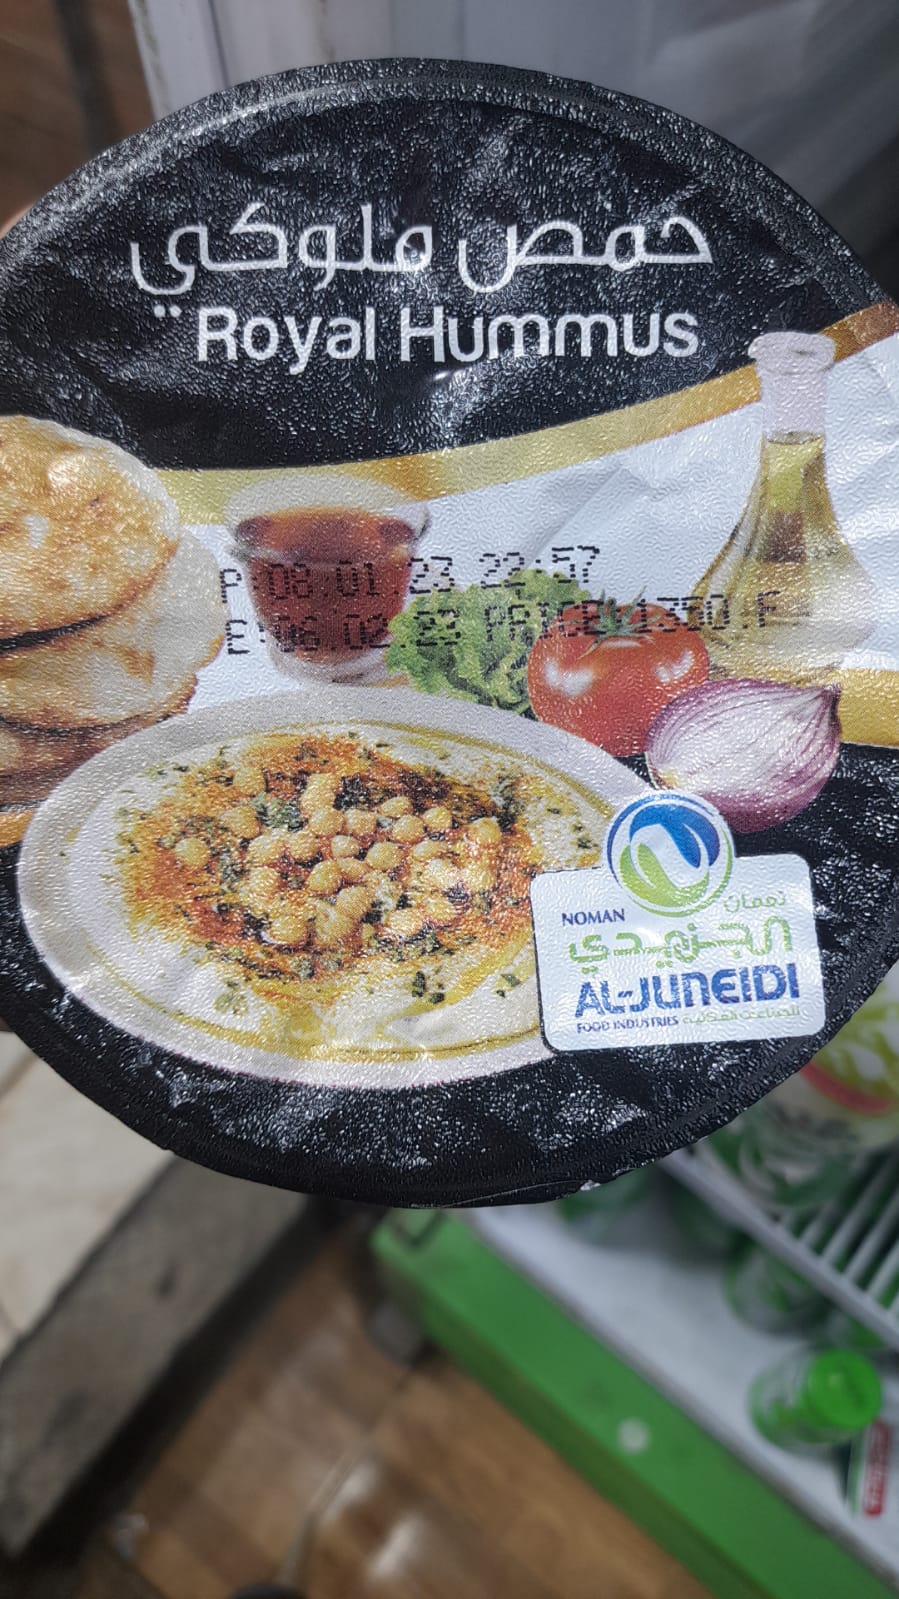 حمص ملوكي
Royal Hummus
P:08.01.23 22:57
E:06.02.23 PRICE
NOMAN نعمان
الجنيدي
AL-JUNEIDI
FOOD INDUSTRIES للصناعات الغذائية